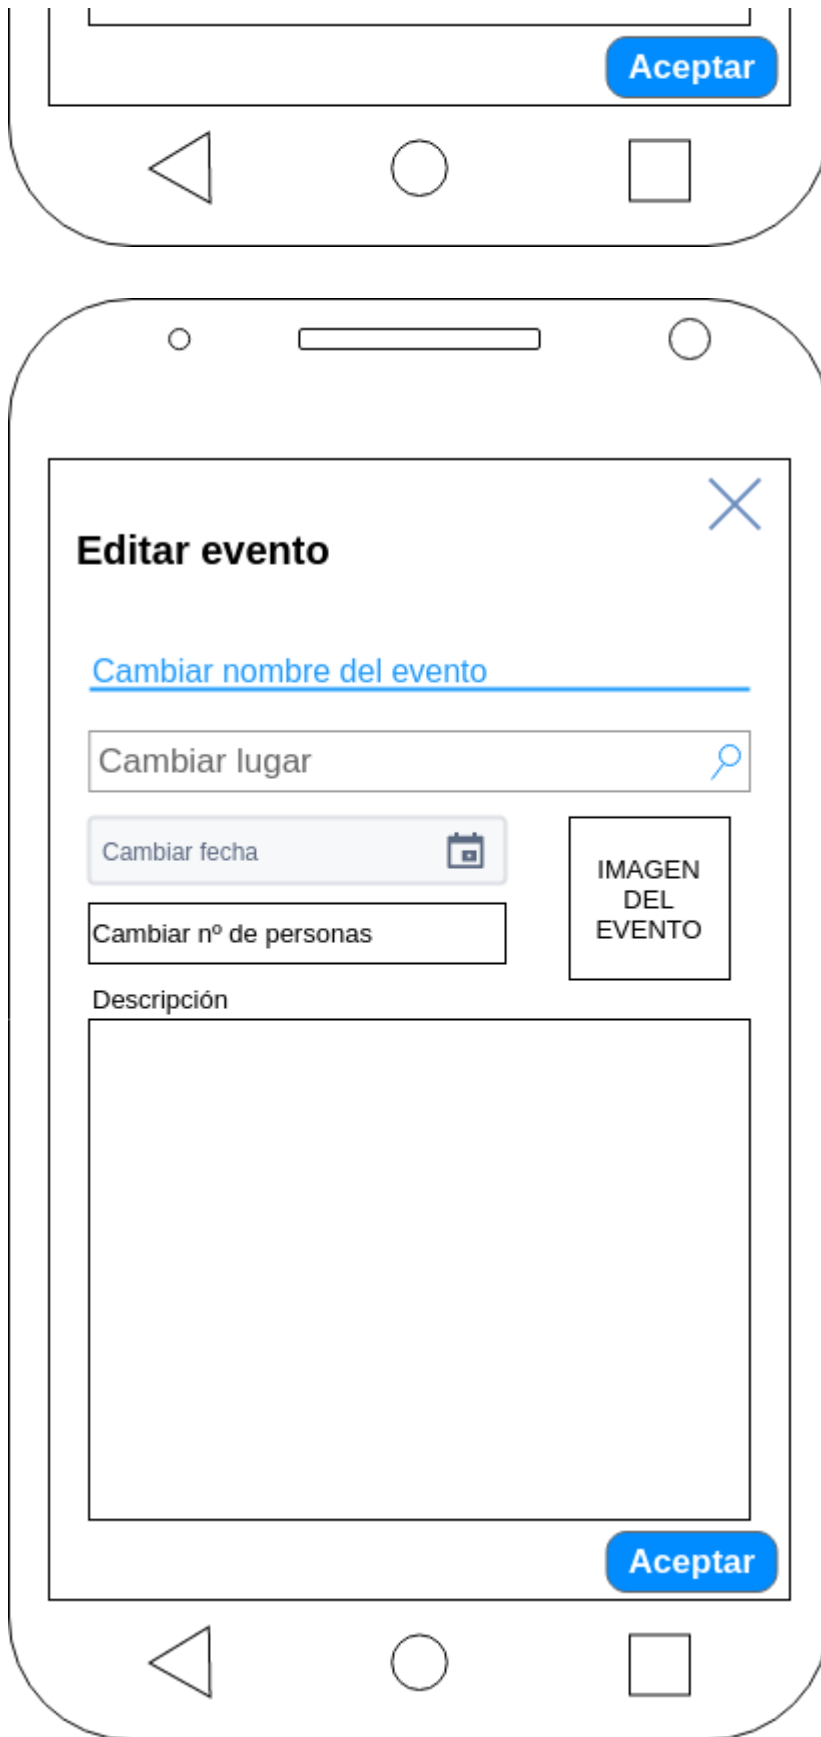 Aceptar
Editar evento
Cambiar nombre del evento
Cambiar lugar
Cambiar fecha
IMAGEN
DEL
EVENTO
Cambiar nº de personas
Descripción
Aceptar